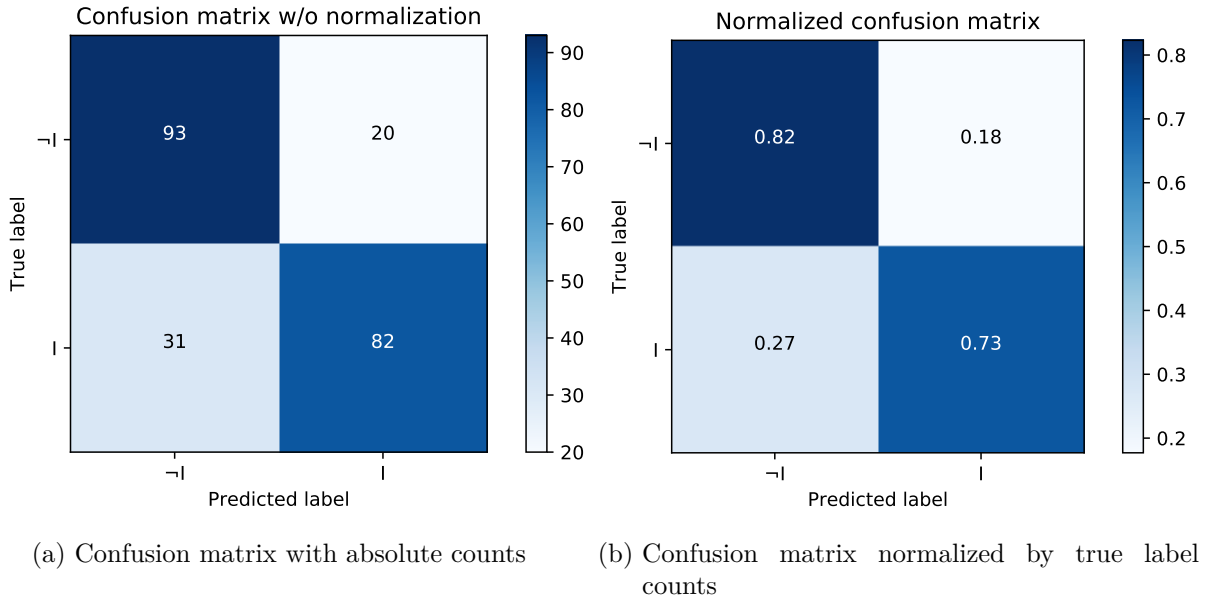 Confusion matrix w/o normalization
True label
¬I
I
93
20
31
82
¬I
I
Predicted label
90
80
70
60
50
40
30
20
(a) Confusion matrix with absolute counts
Normalized confusion matrix
True label
¬I
I
0.82
0.18
0.27
0.73
¬I
I
Predicted label
0.8
0.7
0.6
0.5
0.4
0.3
0.2
(b) Confusion matrix normalized by true label
counts